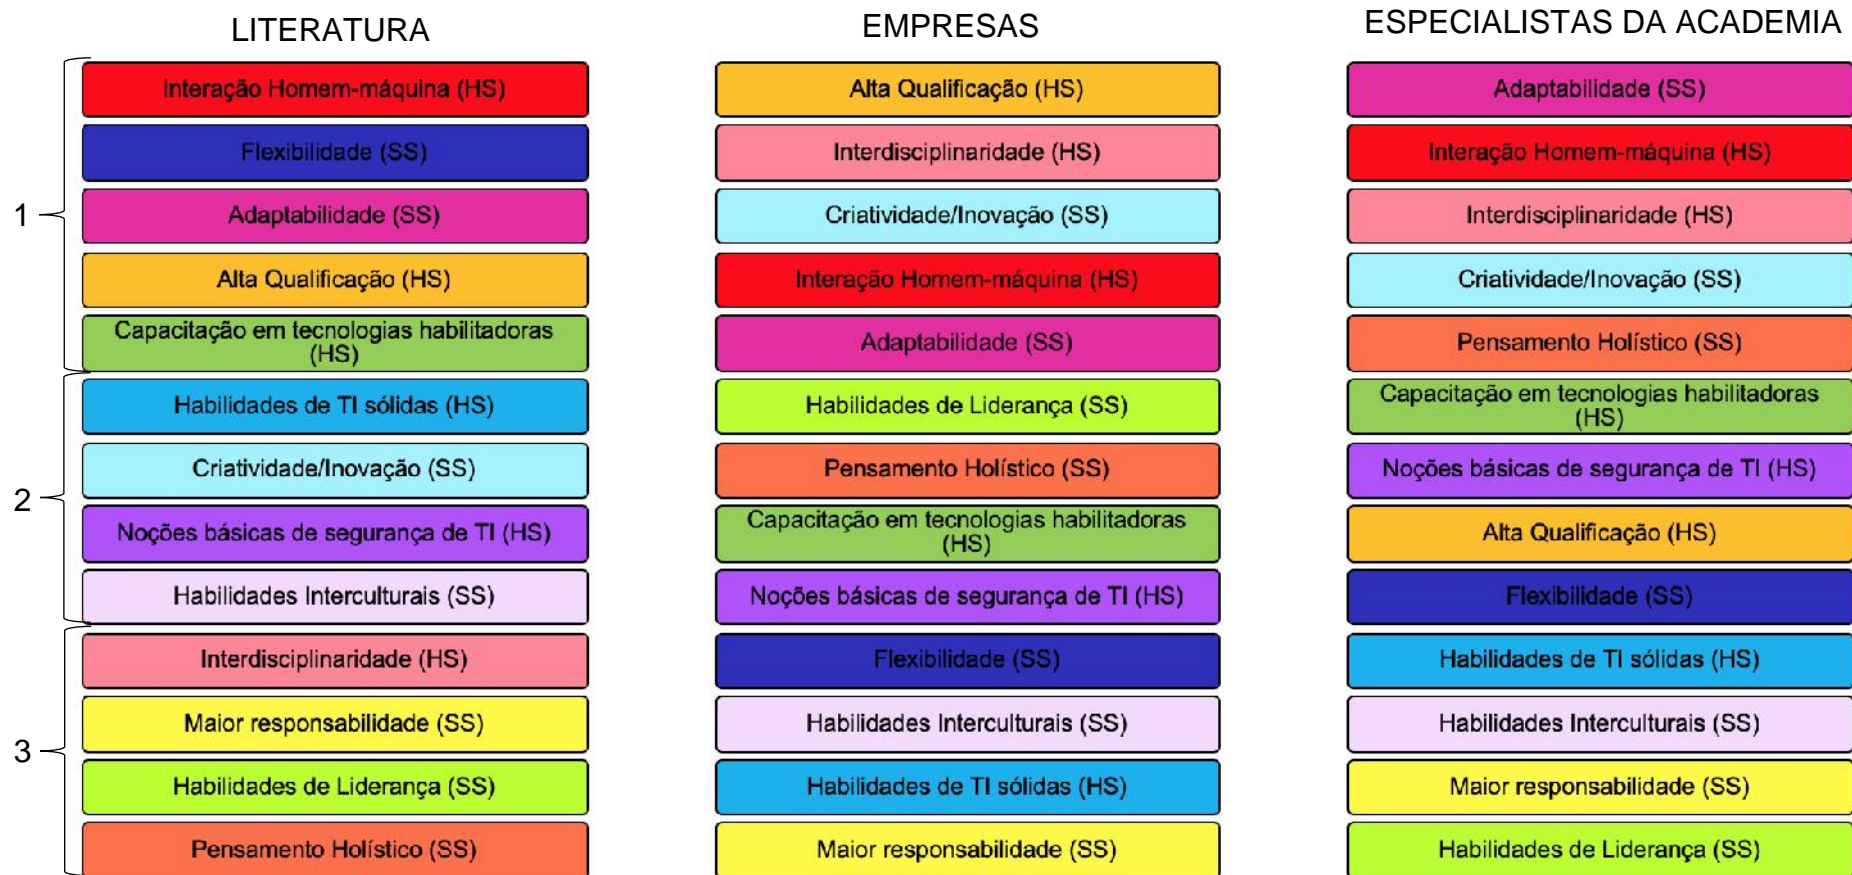 LITERATURA
Interação Homem-máquina (HS)
Flexibilidade (SS)
Adaptabilidade (SS)
Alta Qualificação (HS)
Capacitação em tecnologias habilitadoras
(HS)
Habilidades de TI sólidas (HS)
Criatividade/Inovação (SS)
Noções básicas de segurança de TI (HS)
Habilidades Interculturais (SS)
Interdisciplinaridade (HS)
Maior responsabilidade (SS)
Habilidades de Liderança (SS)
Pensamento Holístico (SS)
1
2
3
EMPRESAS
Alta Qualificação (HS)
Interdisciplinaridade (HS)
Criatividade/Inovação (SS)
Interação Homem-máquina (HS)
Adaptabilidade (SS)
Habilidades de Liderança (SS)
Pensamento Holístico (SS)
Capacitação em tecnologias habilitadoras
(HS)
Noções básicas de segurança de TI (HS)
Flexibilidade (SS)
Habilidades Interculturais (SS)
Habilidades de TI sólidas (HS)
Maior responsabilidade (SS)
ESPECIALISTAS DA ACADEMIA
Adaptabilidade (SS)
Interação Homem-máquina (HS)
Interdisciplinaridade (HS)
Criatividade/Inovação (SS)
Pensamento Holístico (SS)
Capacitação em tecnologias habilitadoras
(HS)
Noções básicas de segurança de TI (HS)
Alta Qualificação (HS)
Flexibilidade (SS)
Habilidades de TI sólidas (HS)
Habilidades Interculturais (SS)
Maior responsabilidade (SS)
Habilidades de Liderança (SS)